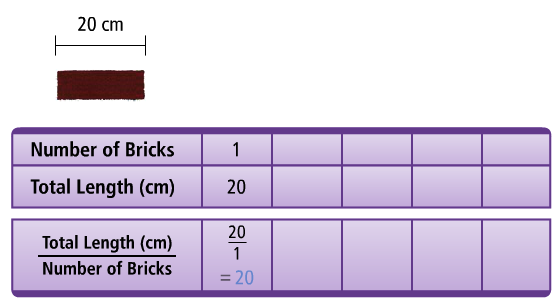 20 cm
Number of Bricks 1
Total Length (cm) 20
Total Length (cm) 20
Number of Bricks 1
= 20